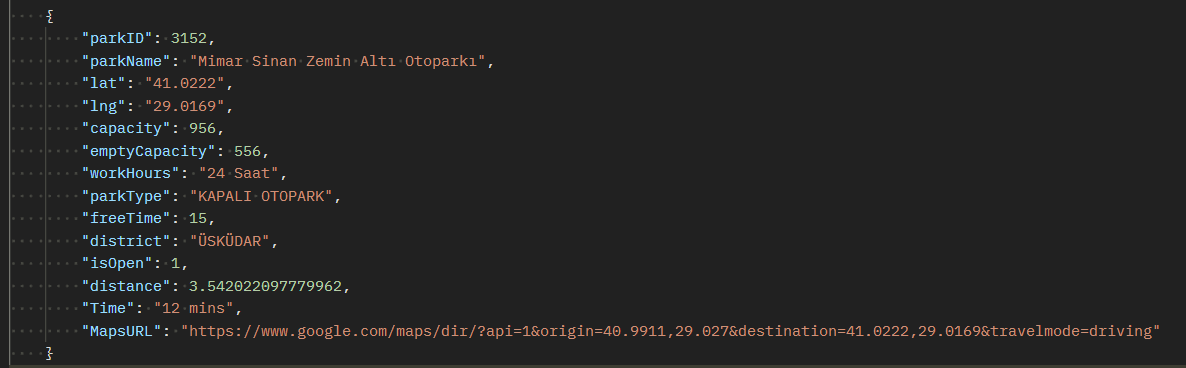 {
"parkID": 3152,
"parkName": "Mimar Sinan Zemin Altı Otoparkı",
"lat": "41.0222",
"lng": "29.0169",
"capacity": 956,
"emptyCapacity": 556,
"workHours": "24 Saat",
"parkType": "KAPALI OTOPARK",
"freeTime": 15,
"district": "ÜSKÜDAR",
"isOpen": 1,
"distance": 3.542022097779962,
"Time": "12 mins",
"MapsURL": "https://www.google.com/maps/dir/?api=1&origin=40.9911,29.027&destination=41.0222,29.0169&travelmode=driving"
}